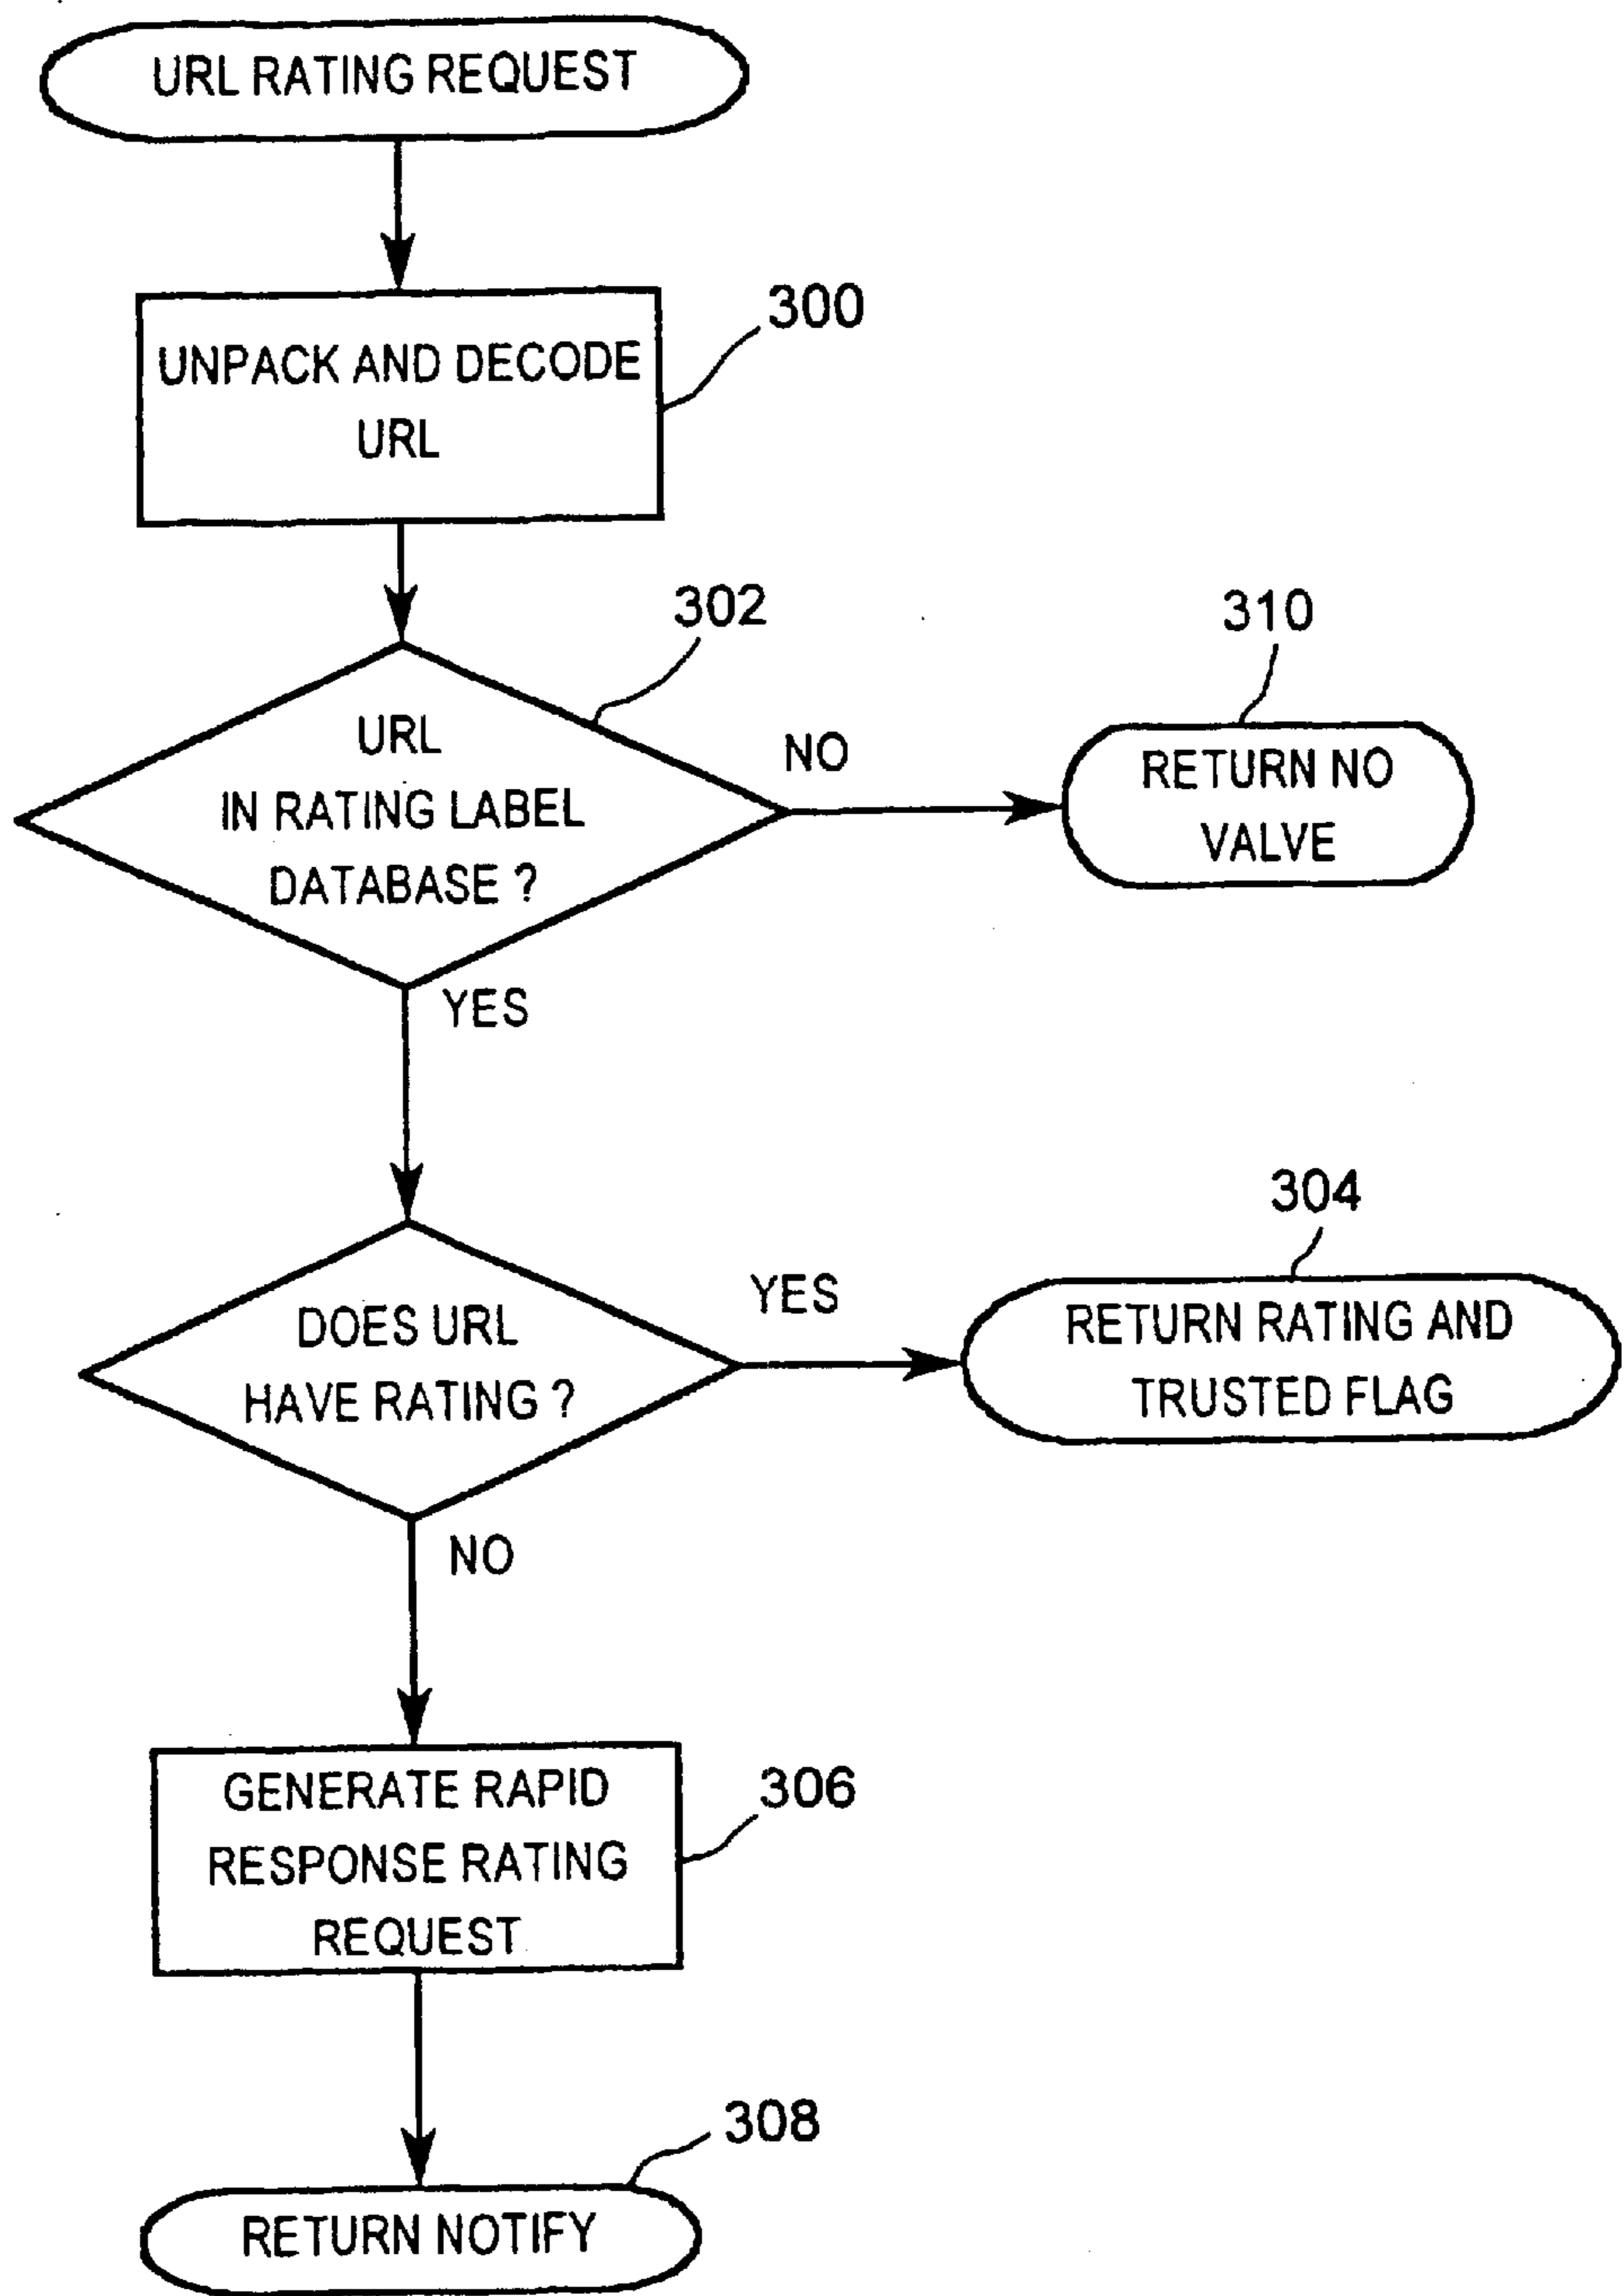 URL RATING REQUEST
300
UNPACK AND DECODE
URL
302
310
URL
IN RATING LABEL
DATABASE ?
NO
RETURN NO
VALVE
YES
304
DOES URL
HAVE RATING ?
YES
RETURN RATING AND
TRUSTED FLAG
NO
GENERATE RAPID
RESPONSE RATING
REQUEST
306
308
RETURN NOTIFY